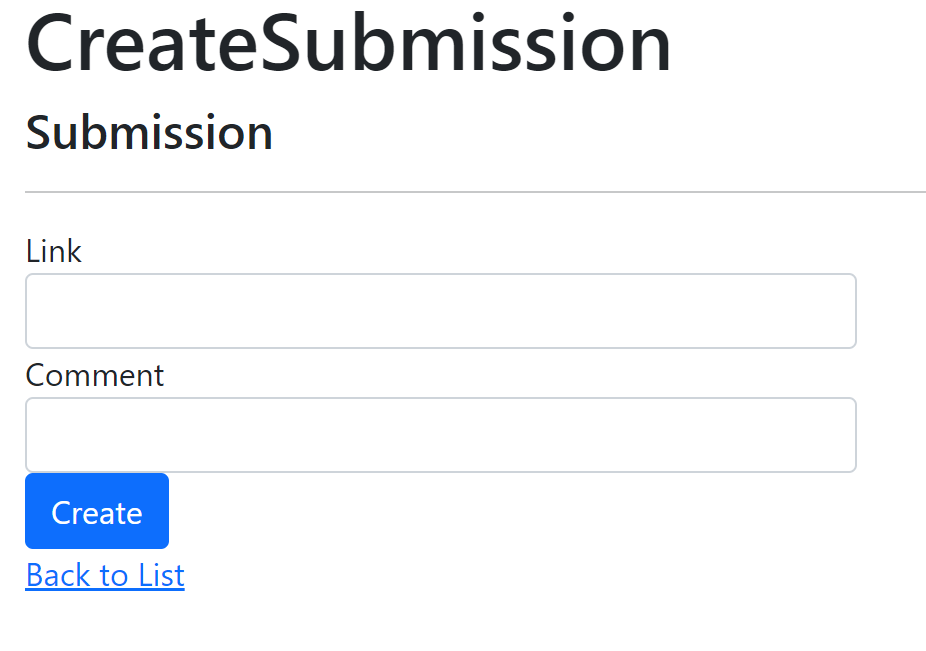 CreateSubmission
Submission
Link
Comment
Create
Back to List